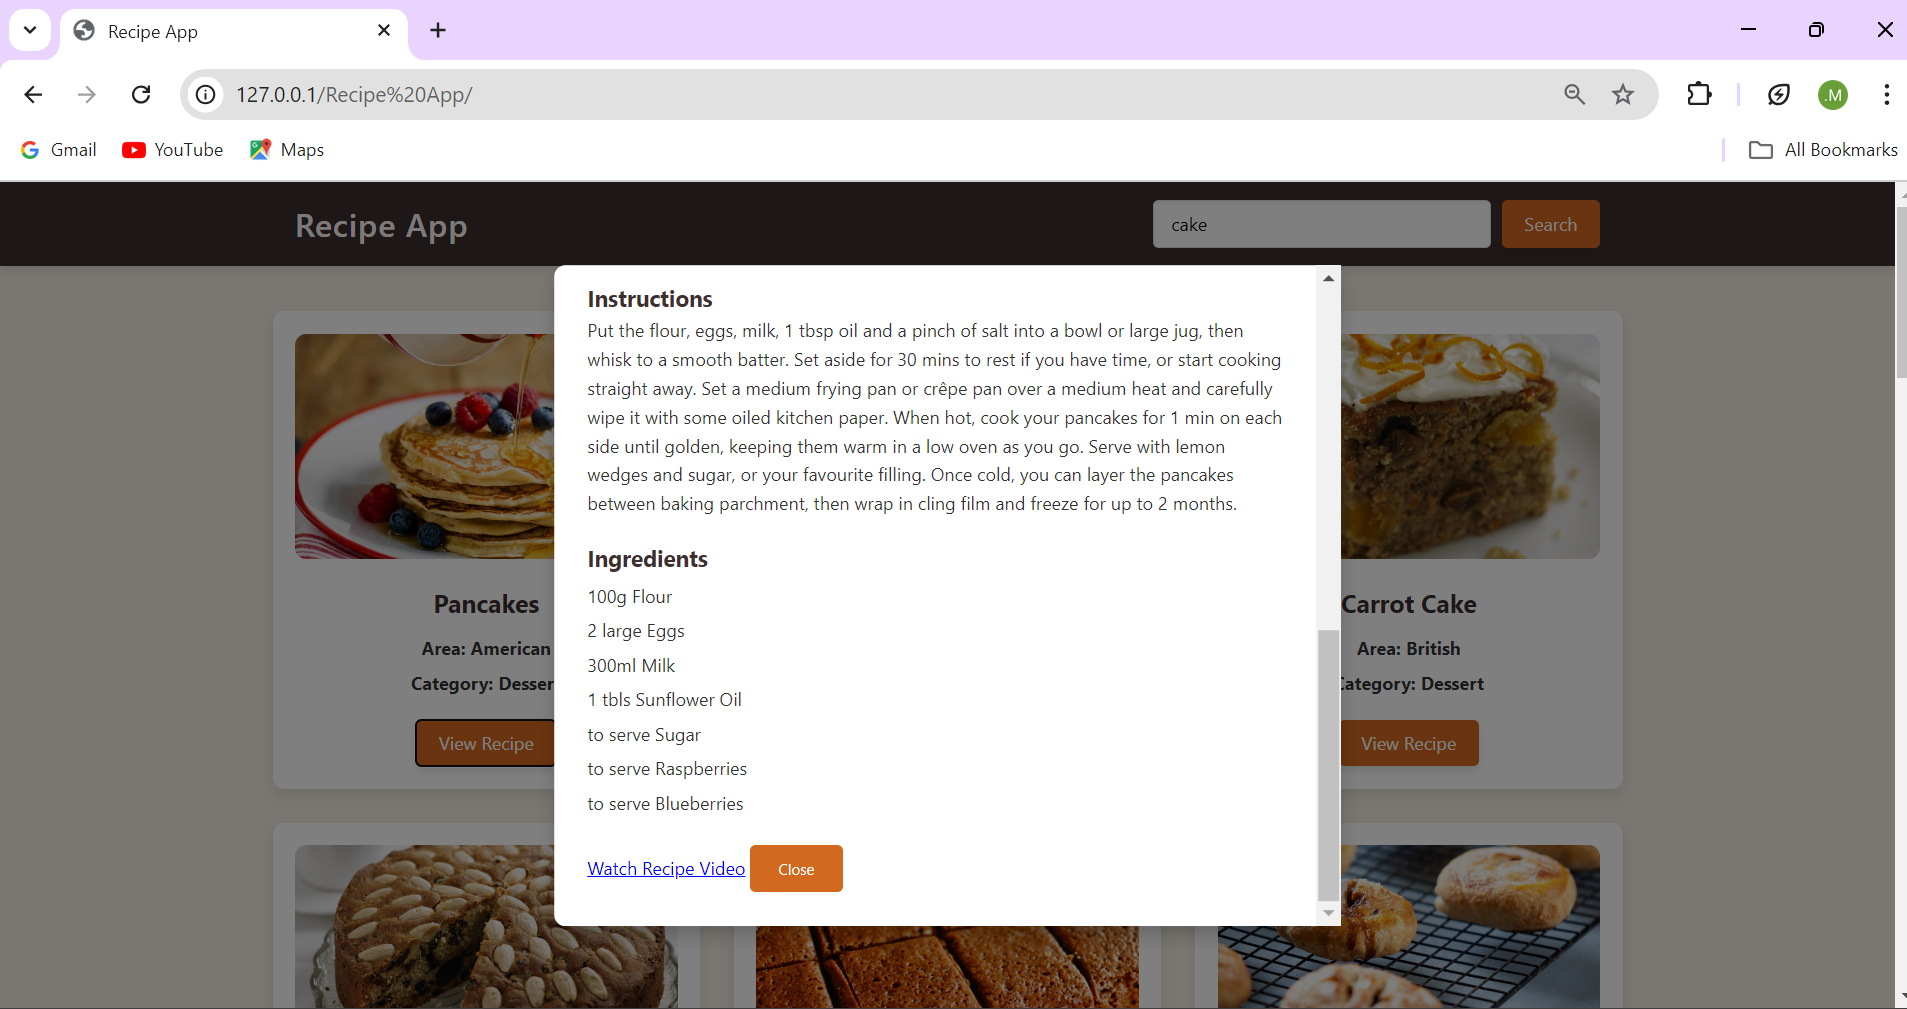 Recipe App
127.0.0.1/Recipe%20App/
.M
Gmail
YouTube
Maps
All Bookmarks
Recipe App
cake
Search
Instructions
Put the flour, eggs, milk, 1 tbsp oil and a pinch of salt into a bowl or large jug, then
whisk to a smooth batter. Set aside for 30 mins to rest if you have time, or start cooking
straight away. Set a medium frying pan or crêpe pan over a medium heat and carefully
wipe it with some oiled kitchen paper. When hot, cook your pancakes for 1 min on each
side until golden, keeping them warm in a low oven as you go. Serve with lemon
wedges and sugar, or your favourite filling. Once cold, you can layer the pancakes
between baking parchment, then wrap in cling film and freeze for up to 2 months.
Ingredients
100g Flour
2 large Eggs
300ml Milk
1 tbls Sunflower Oil
to serve Sugar
to serve Raspberries
to serve Blueberries
Watch Recipe Video
Close
Pancakes
Area: American
Category: Desser
View Recipe
Carrot Cake
Area: British
Category: Dessert
View Recipe